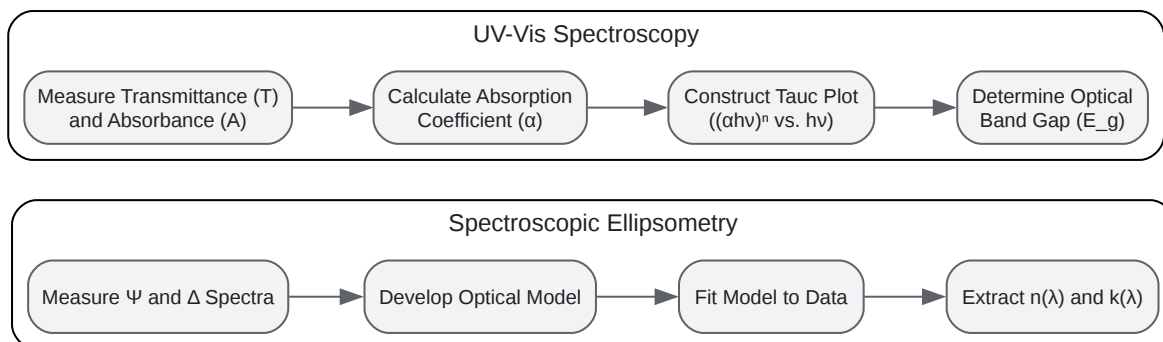 UV-Vis Spectroscopy
Measure Transmittance (T)
and Absorbance (A)
Calculate Absorption
Coefficient (α)
Construct Tauc Plot
((αhν)ⁿ vs. hν)
Determine Optical
Band Gap (E_g)
Spectroscopic Ellipsometry
Measure Ψ and Δ Spectra
Develop Optical Model
Fit Model to Data
Extract n(λ) and k(λ)